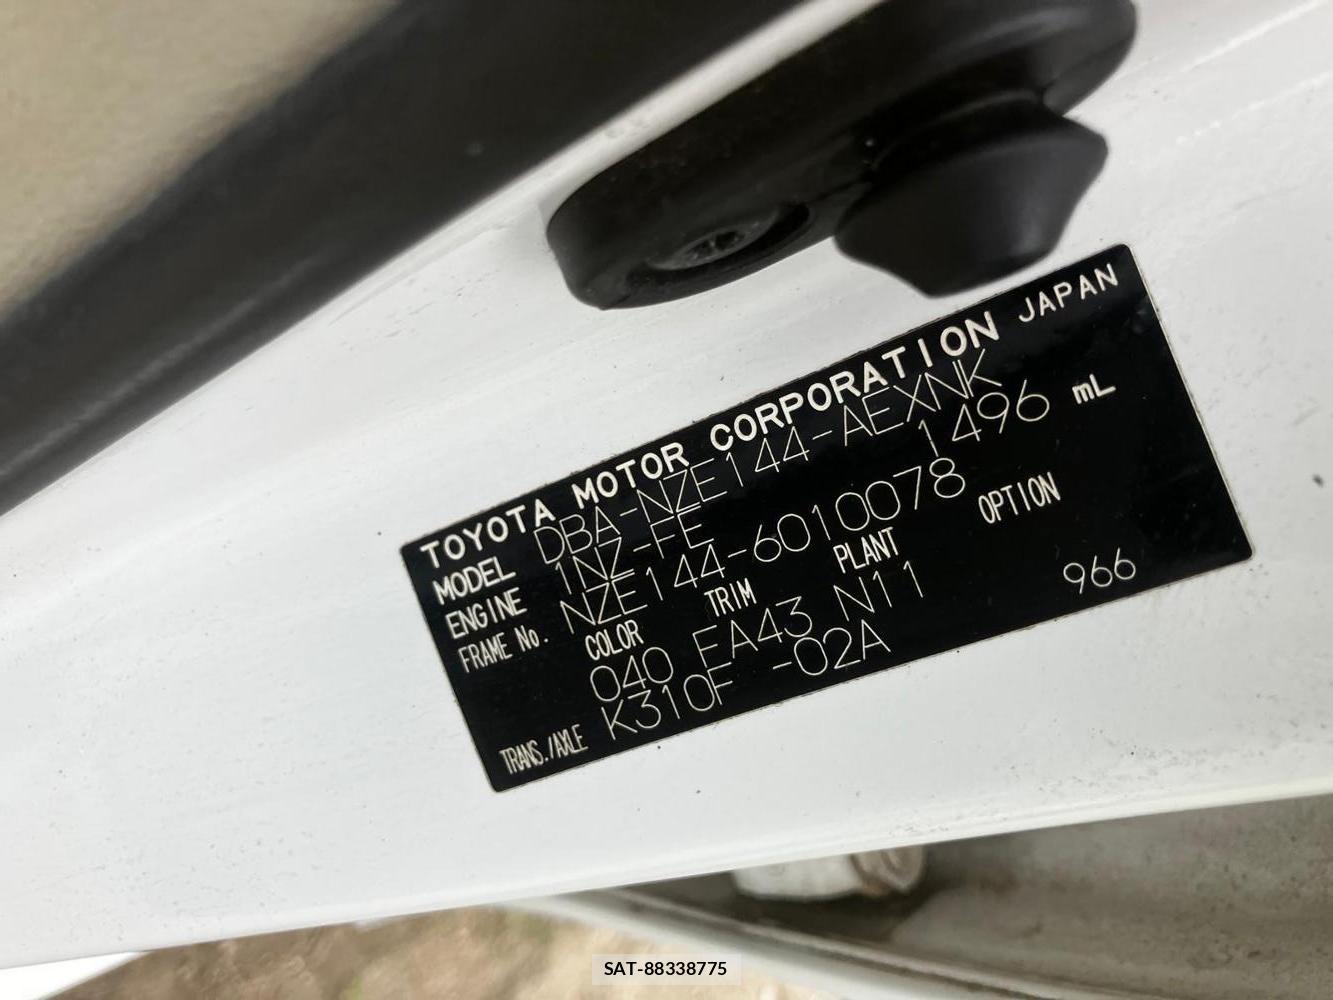 TOYOTA MOTOR CORPORATION JAPAN
MODEL DBA-NZE144-AEXNK
ENGINE 1NZ-FE 1496 mL
FRAME No. NZE144-6010078
COLOR TRIM PLANT OPTION
040 FA43 N11 966
TRANS./AXLE K310F -02A
SAT-88338775